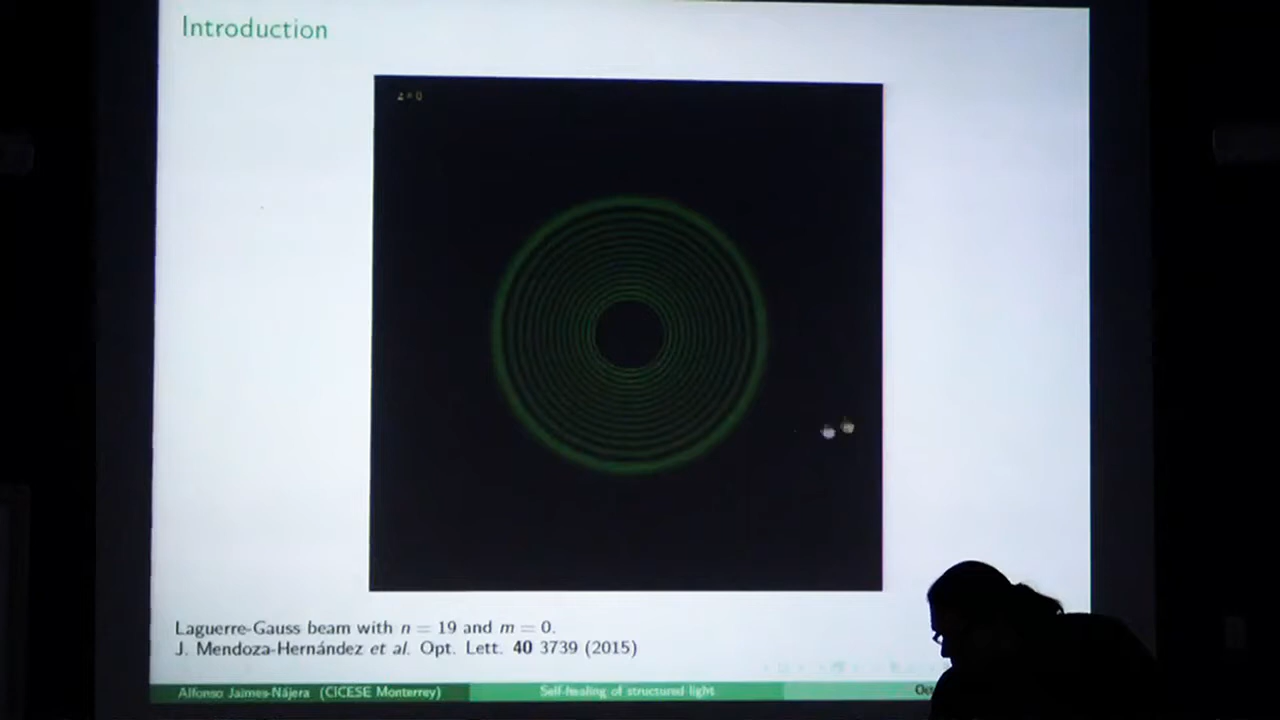 Introduction
z = 0
Laguerre-Gauss beam with n = 19 and m = 0.
J. Mendoza-Hernández et al. Opt. Lett. 40 3739 (2015)
Alfonso Jaimes-Nájera (CICESE Monterrey)
Self-healing of structured light